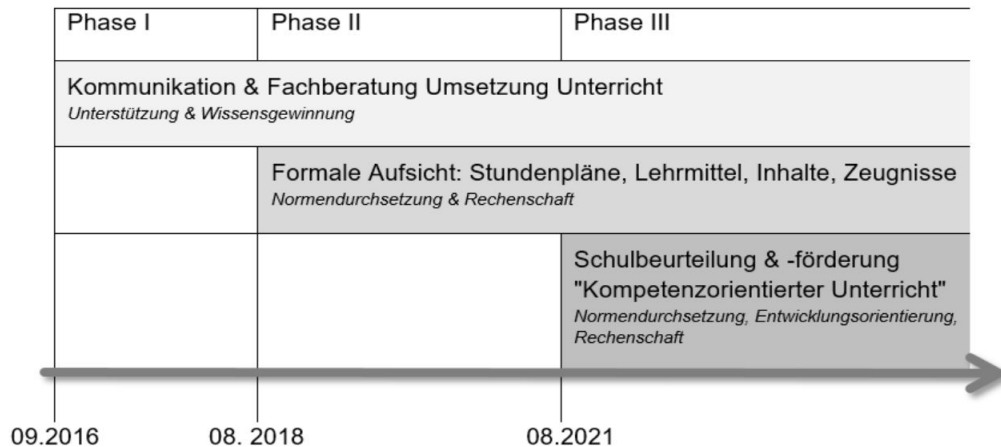 Phase I
Phase II
Phase III
Kommunikation & Fachberatung Umsetzung Unterricht
Unterstützung & Wissensgewinnung
Formale Aufsicht: Stundenpläne, Lehrmittel, Inhalte, Zeugnisse
Normendurchsetzung & Rechenschaft
Schulbeurteilung & -förderung
"Kompetenzorientierter Unterricht"
Normendurchsetzung, Entwicklungsorientierung,
Rechenschaft
09.2016
08. 2018
08.2021